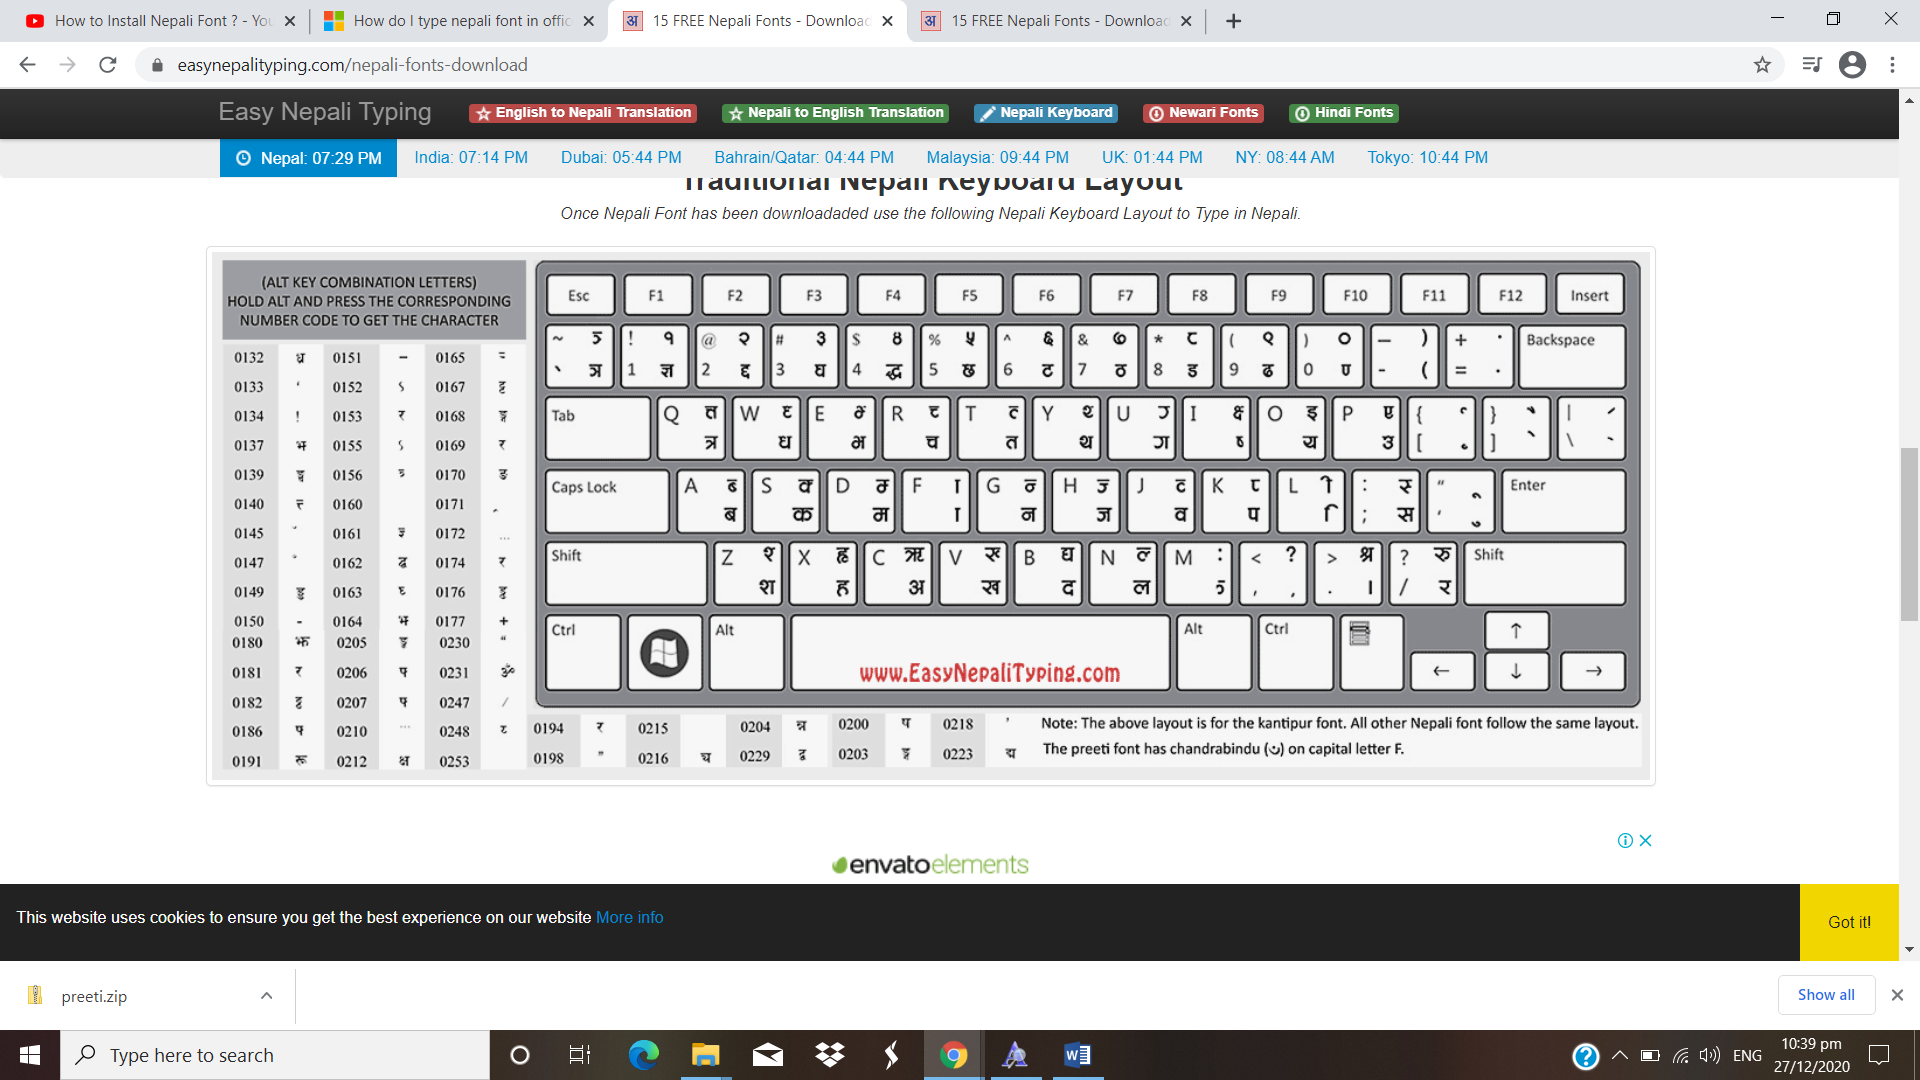 How to Install Nepali Font ? - You
How do I type nepali font in offic
15 FREE Nepali Fonts - Download
15 FREE Nepali Fonts - Download
easynepalityping.com/nepali-fonts-download
Easy Nepali Typing
English to Nepali Translation
Nepali to English Translation
Nepali Keyboard
Newari Fonts
Hindi Fonts
Nepal: 07:29 PM India: 07:14 PM Dubai: 05:44 PM Bahrain/Qatar: 04:44 PM Malaysia: 09:44 PM UK: 01:44 PM NY: 08:44 AM Tokyo: 10:44 PM
Traditional Nepali Keyboard Layout
Once Nepali Font has been downloadaded use the following Nepali Keyboard Layout to Type in Nepali.
(ALT KEY COMBINATION LETTERS)
HOLD ALT AND PRESS THE CORRESPONDING
NUMBER CODE TO GET THE CHARACTER
0132 0151 – 0165
0133 0152 0167
0134 ! 0153 0168
0137 0155 0169
0139 0156 0170
0140 0160 0171
0145 0161 0172 ...
0147 0162 0174
0149 0163 0176
0150 - 0164 0177 +
0180 0205 0230 “
0181 0206 0231 ॐ
0182 0207 0247 /
0186 0210 ... 0248
0191 रू 0212 क्ष 0253
Esc F1 F2 F3 F4 F5 F6 F7 F8 F9 F10 F11 F12 Insert
~ ! १ @ २ # ३ $ ४ % ५ ^ ६ & ७ * ( ९ ) ० — ) + Backspace
ञ 1 ज्ञ 2 द्द 3 घ 4 द्ध 5 छ 6 ट 7 ठ 8 ड 9 ढ 0 ण - ( = .
Tab Q W E R T Y U I O P { } |
त्र ध भ च त थ ग य उ [ ] \
Caps Lock A S D F G H J K L : “ Enter
ब क म ा न ज व प ि ; स ‘ ु
Shift Z X C ऋ V B N M : < ? > श्र ? रु Shift
श ह अ ख द ल , . । / र
Ctrl Alt Alt Ctrl ↑
www.EasyNepaliTyping.com
← ↓ →
0194 0215 0204 0200 0218
0198 ” 0216 0229 0203 0223
Note: The above layout is for the kantipur font. All other Nepali font follow the same layout.
The preeti font has chandrabindu (ँ) on capital letter F.
envatoelements
This website uses cookies to ensure you get the best experience on our website More info
Got it!
preeti.zip
Show all
Type here to search
ENG
10:39 pm
27/12/2020